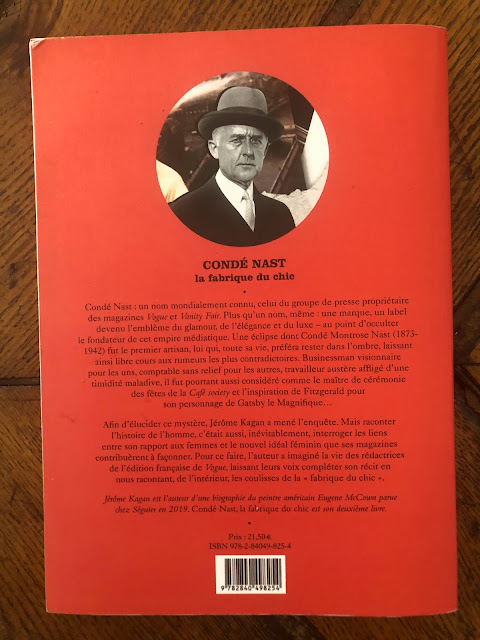 CONDÉ NAST
la fabrique du chic
Condé Nast : un nom mondialement connu, celui du groupe de presse propriétaire
des magazines Vogue et Vanity Fair. Plus qu'un nom, même : une marque, un label
devenu l'emblème du glamour, de l'élégance et du luxe – au point d'occulter
le fondateur de cet empire médiatique. Une éclipse dont Condé Montrose Nast (1873-
1942) fut le premier artisan, lui qui, toute sa vie, préféra rester dans l'ombre, laissant
ainsi libre cours aux rumeurs les plus contradictoires. Businessman visionnaire
pour les uns, comptable sans relief pour les autres, travailleur austère affligé d'une
timidité maladive, il fut pourtant aussi considéré comme le maître de cérémonie
des fêtes de la Café society et l'inspiration de Fitzgerald pour
son personnage de Gatsby le Magnifique…
Afin d'élucider ce mystère, Jérôme Kagan a mené l'enquête. Mais raconter
l'histoire de l'homme, c'était aussi, inévitablement, interroger les liens
entre son rapport aux femmes et le nouvel idéal féminin que ses magazines
contribuèrent à façonner. Pour ce faire, l'auteur a imaginé la vie des rédactrices
de l'édition française de Vogue, laissant leurs voix compléter son récit en
nous racontant, de l'intérieur, les coulisses de la « fabrique du chic ».
Jérôme Kagan est l'auteur d'une biographie du peintre américain Eugene McCown parue
chez Séguier en 2019. Condé Nast, la fabrique du chic est son deuxième livre.
Prix : 21,50 €
ISBN 978-2-84049-825-4
9 782840 498254